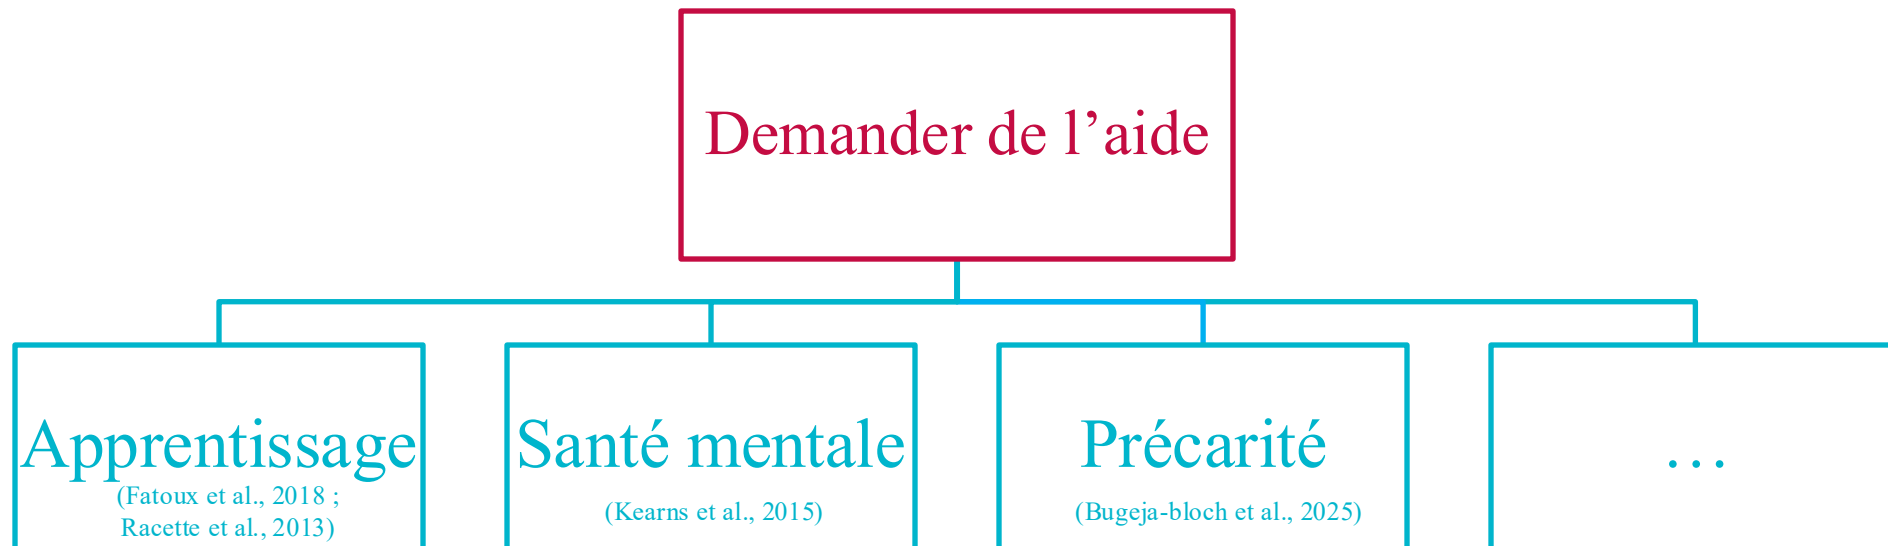 Demander de l’aide
Apprentissage
(Fatoux et al., 2018 ;
Racette et al., 2013)
Santé mentale
(Kearns et al., 2015)
Précarité
(Bugeja-bloch et al., 2025)
…